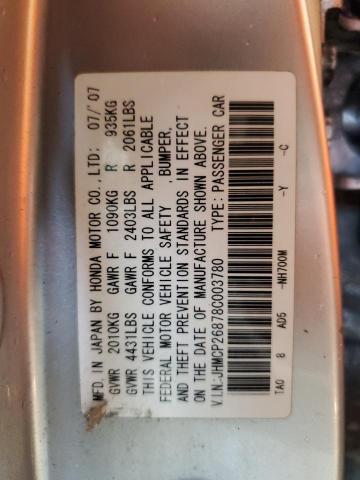 MFD. IN JAPAN BY HONDA MOTOR CO.,LTD: 07/'07
GVWR 2010KG GAWR F 1090KG R 935KG
GVWR 4431LBS GAWR F 2403LBS R 2061LBS
THIS VEHICLE CONFORMS TO ALL APPLICABLE
FEDERAL MOTOR VEHICLE SAFETY ,BUMPER,
AND THEFT PREVENTION STANDARDS IN EFFECT
ON THE DATE OF MANUFACTURE SHOWN ABOVE.
V.I.N:JHMCP26878C003780 TYPE: PASSENGER CAR
-NH700M -Y -C
TA0 8 AD5